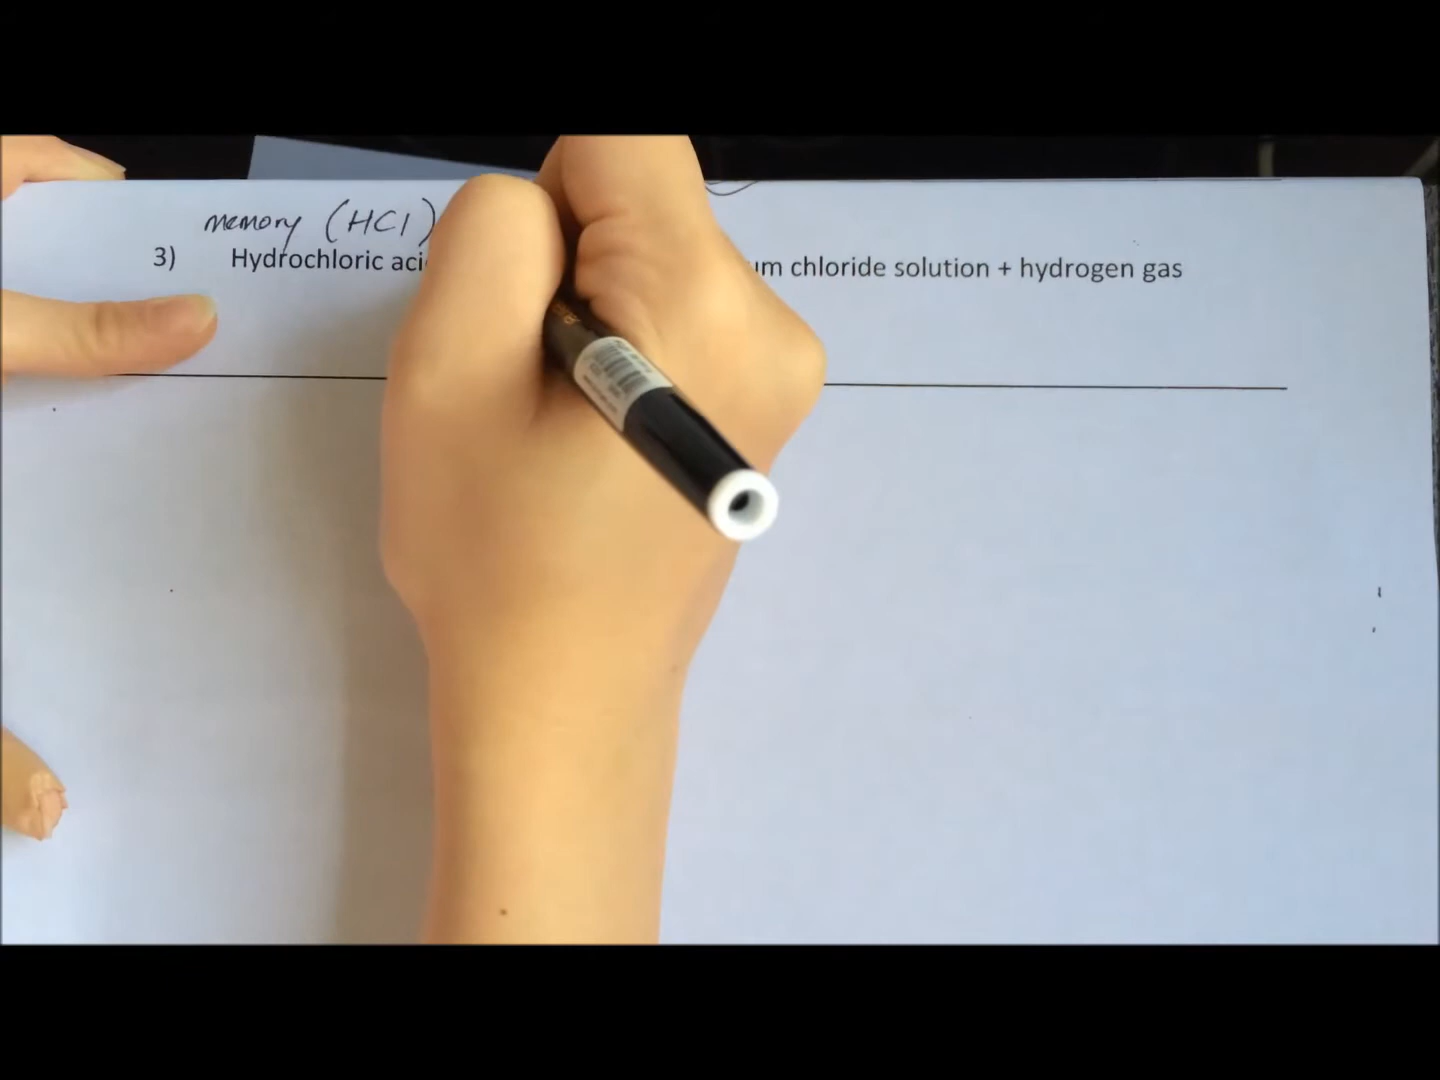 memory (HCl)
3) Hydrochloric aci um chloride solution + hydrogen gas